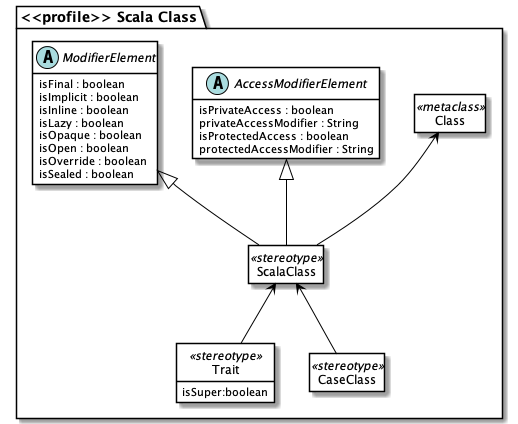 <<profile>> Scala Class
A ModifierElement
isFinal : boolean
isImplicit : boolean
isInline : boolean
isLazy : boolean
isOpaque : boolean
isOpen : boolean
isOverride : boolean
isSealed : boolean
A AccessModifierElement
isPrivateAccess : boolean
privateAccessModifier : String
isProtectedAccess : boolean
protectedAccessModifier : String
«metaclass»
Class
«stereotype»
ScalaClass
«stereotype»
Trait
isSuper:boolean
«stereotype»
CaseClass